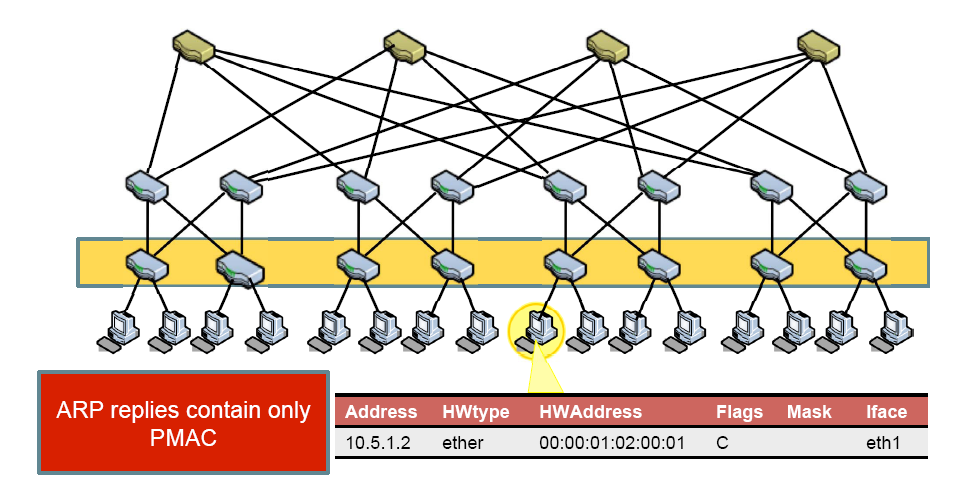 ARP replies contain only
PMAC
Address HWtype HWAddress Flags Mask Iface
10.5.1.2 ether 00:00:01:02:00:01 C eth1